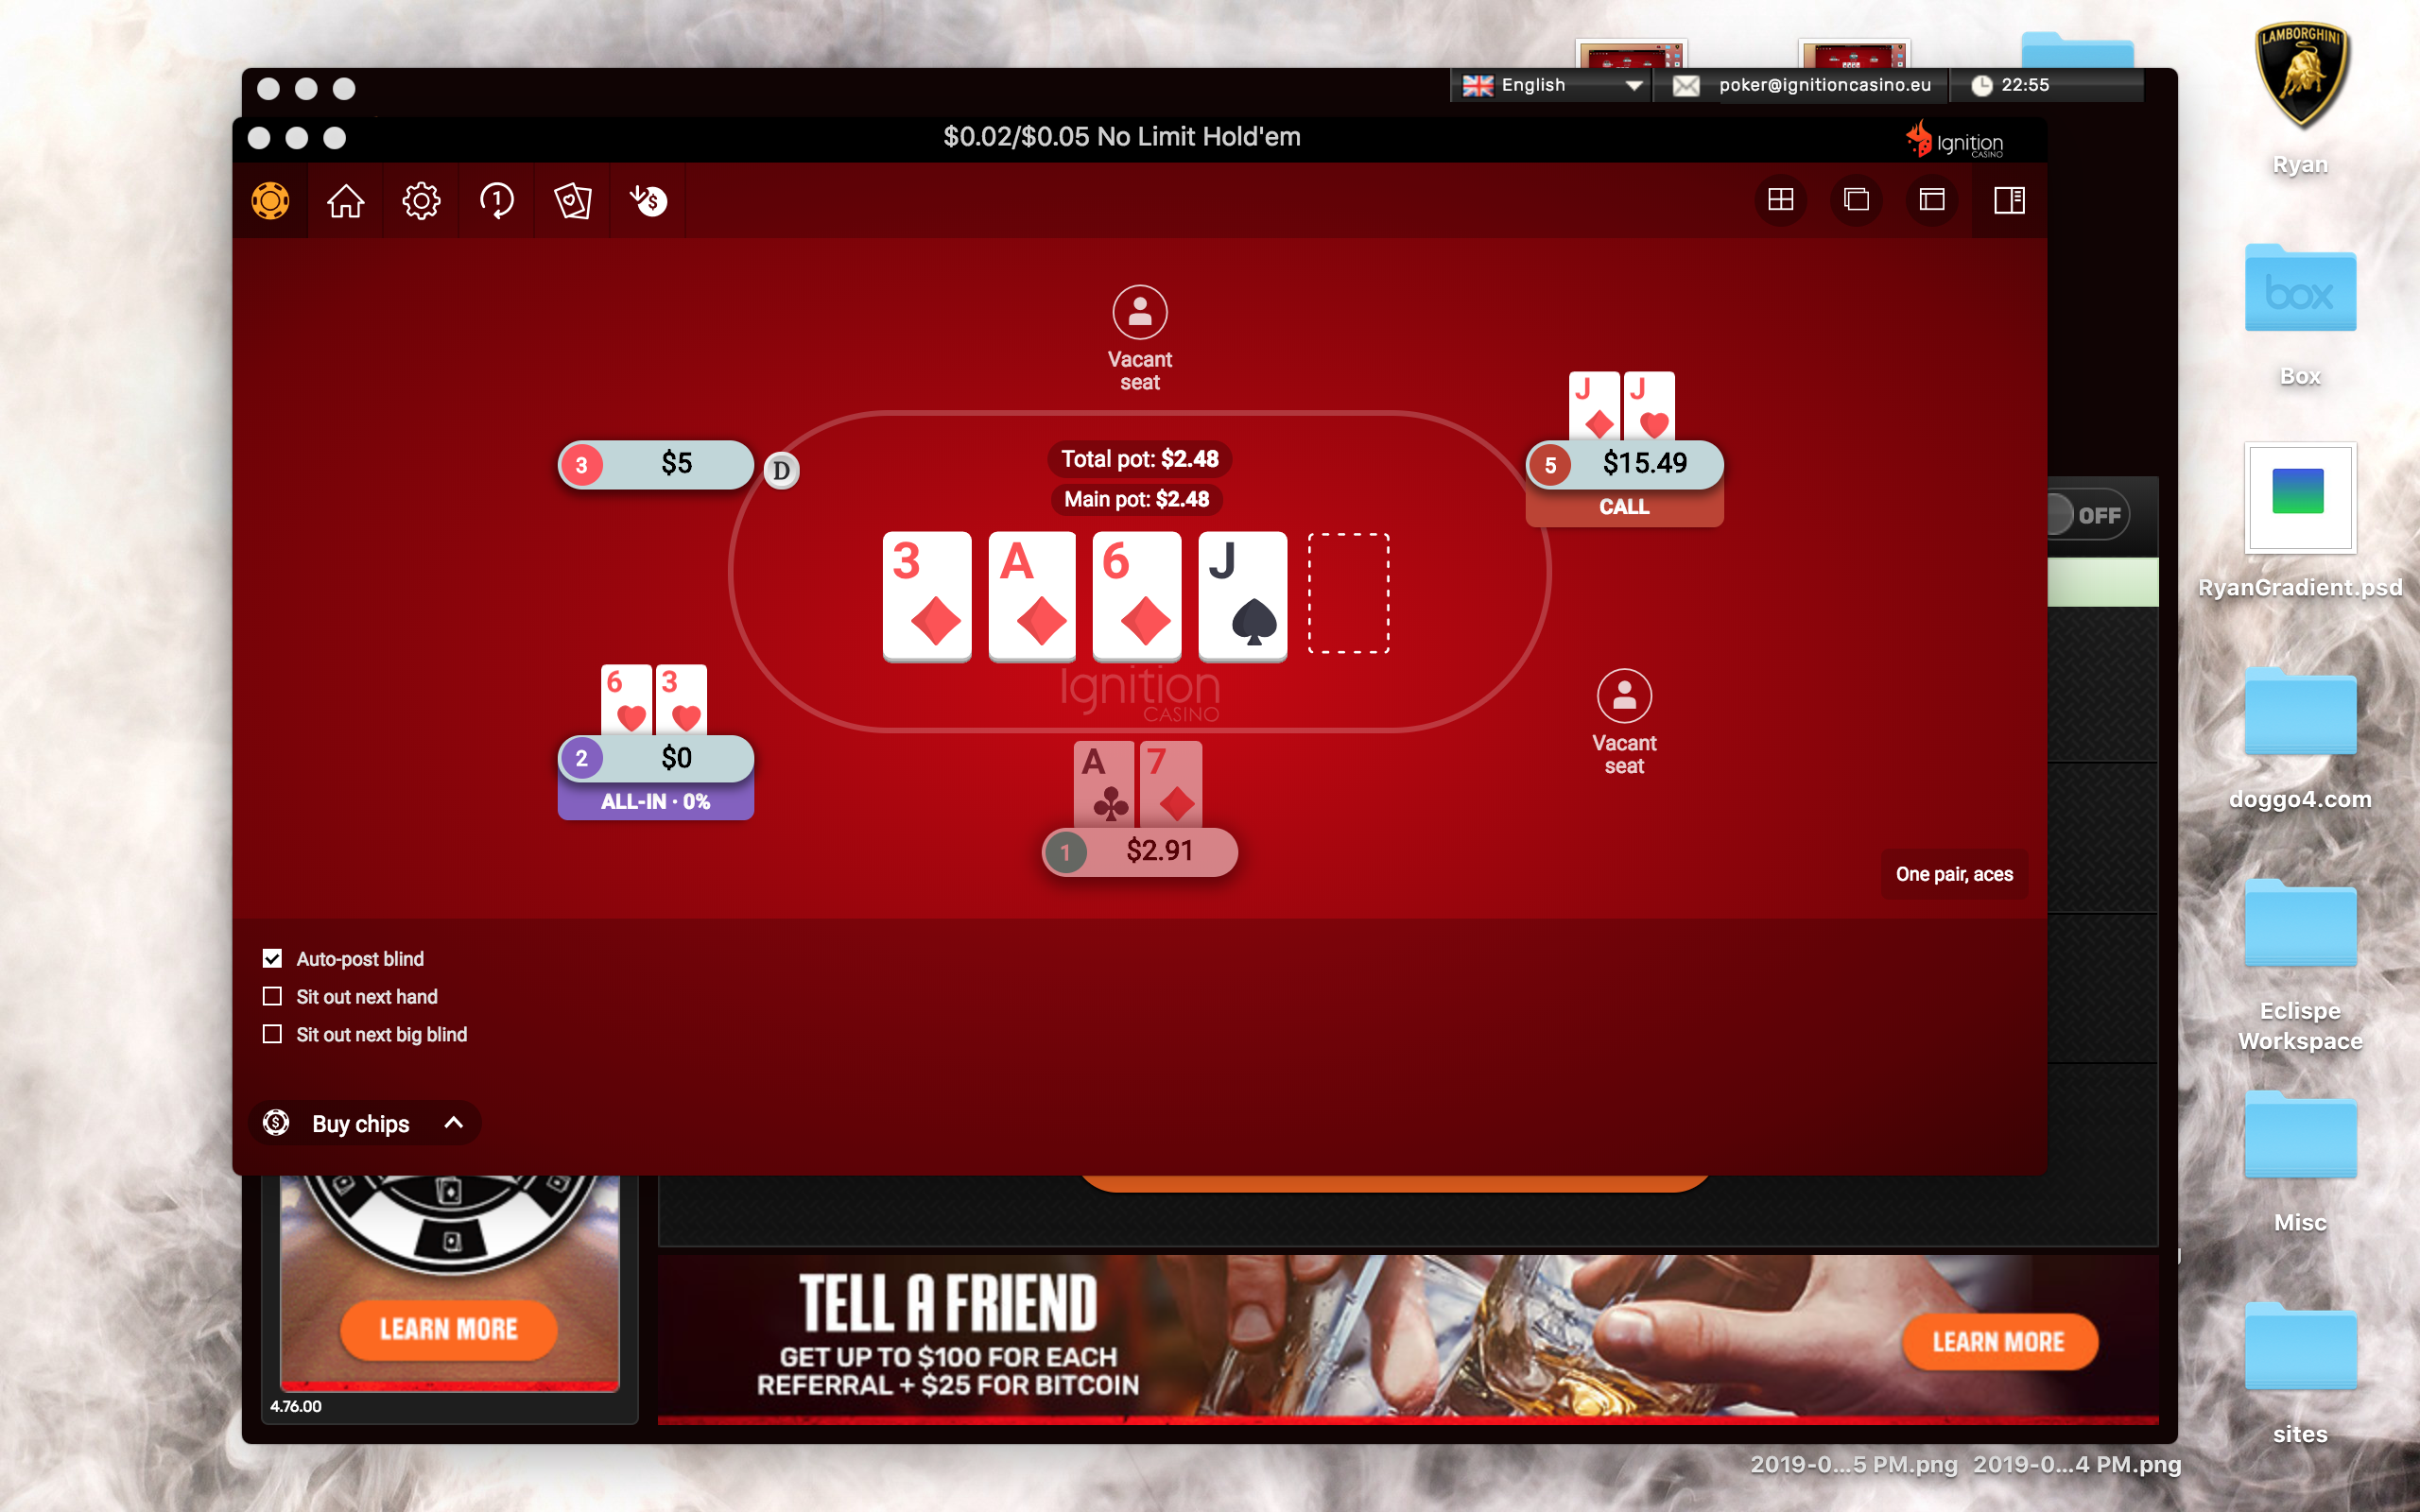 LAMBORGHINI
Ryan
English
poker@ignitioncasino.eu
22:55
$0.02/$0.05 No Limit Hold'em
Ignition
CASINO
1
$
box
Box
Vacant
seat
J
J
3
$5
D
Total pot: $2.48
5
$15.49
Main pot: $2.48
CALL
OFF
3
A
6
J
RyanGradient.psd
Ignition
CASINO
6
3
2
$0
ALL-IN · 0%
A
7
1
$2.91
Vacant
seat
doggo4.com
One pair, aces
Auto-post blind
Sit out next hand
Sit out next big blind
Eclispe
Workspace
$
Buy chips
Misc
TELL A FRIEND
GET UP TO $100 FOR EACH
REFERRAL + $25 FOR BITCOIN
LEARN MORE
LEARN MORE
4.76.00
sites
2019-0...5 PM.png
2019-0...4 PM.png